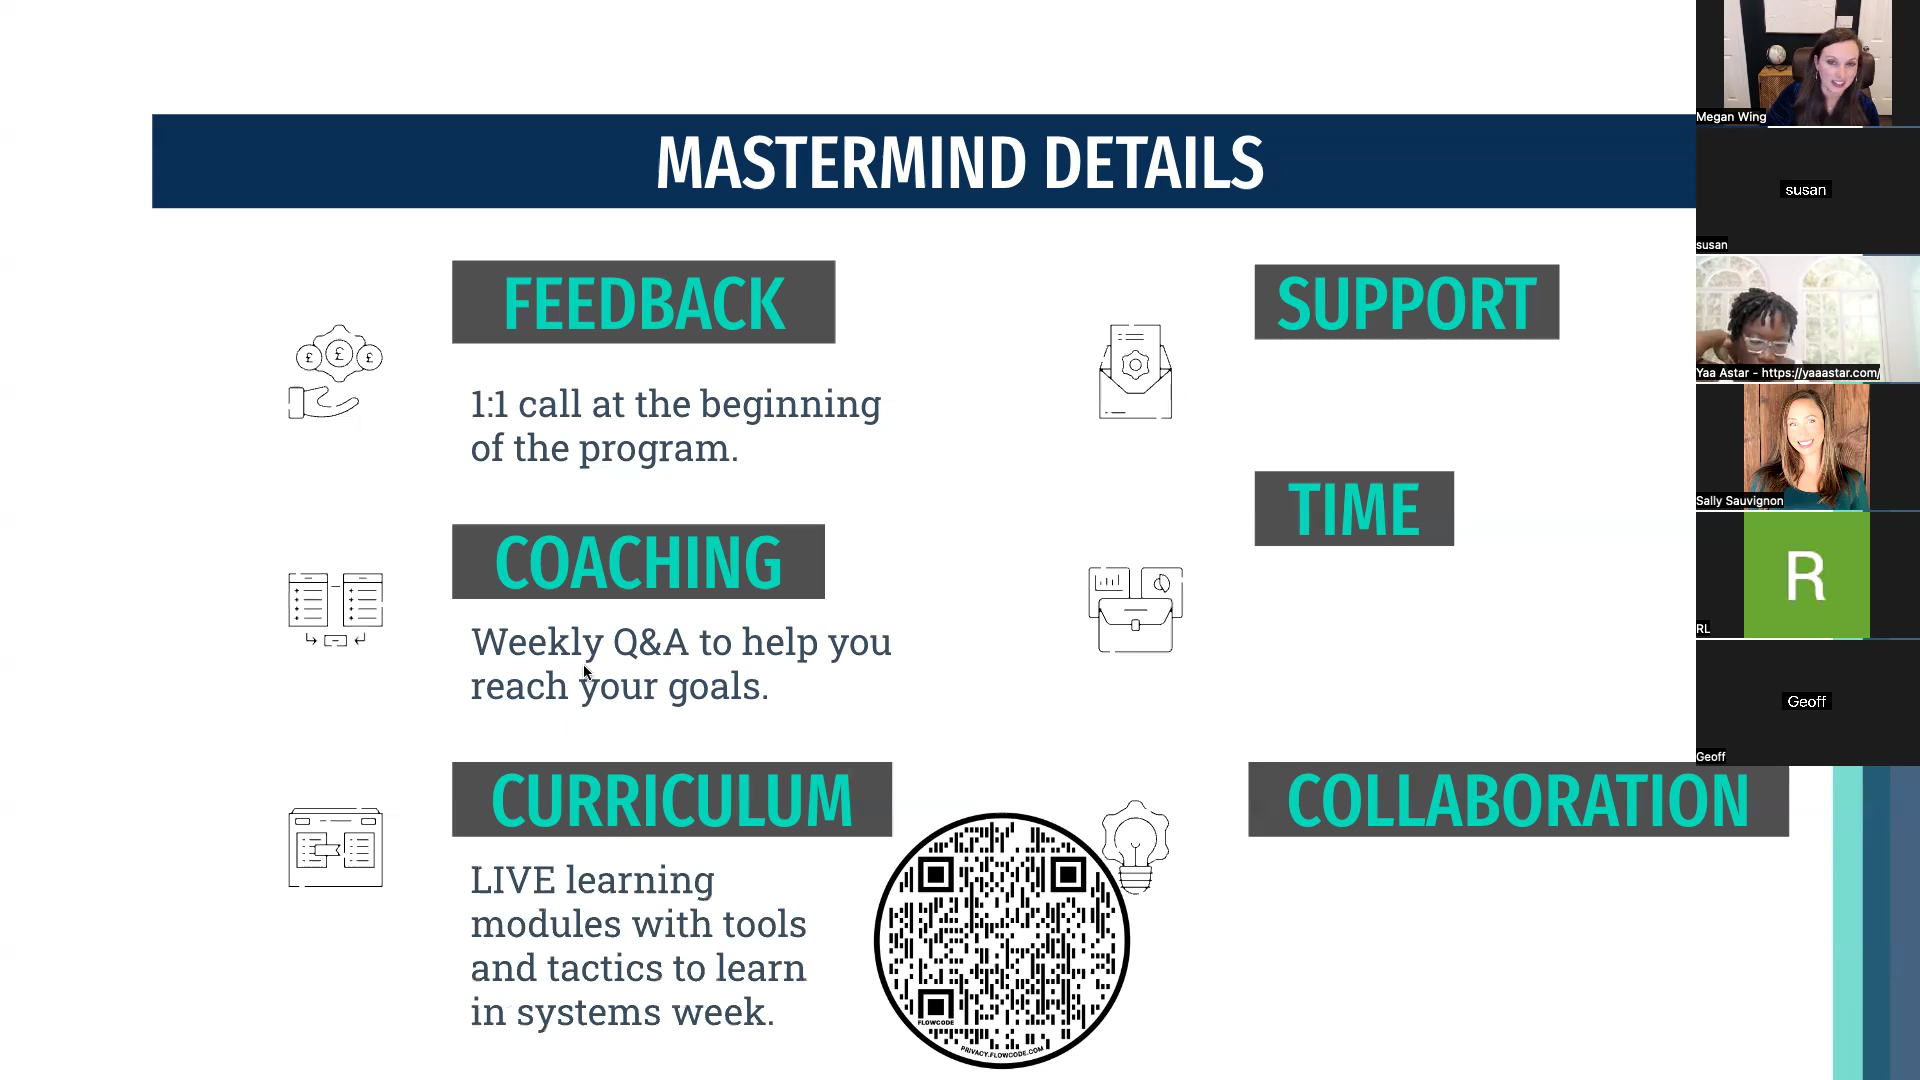 MASTERMIND DETAILS
FEEDBACK
1:1 call at the beginning
of the program.
COACHING
Weekly Q&A to help you
reach your goals.
CURRICULUM
LIVE learning
modules with tools
and tactics to learn
in systems week.
SUPPORT
TIME
COLLABORATION
£ £ £
FLOWCODE
PRIVACY.FLOWCODE.COM
Megan Wing
susan
susan
Yaa Astar - https://yaaastar.com/
Sally Sauvignon
R
RL
Geoff
Geoff